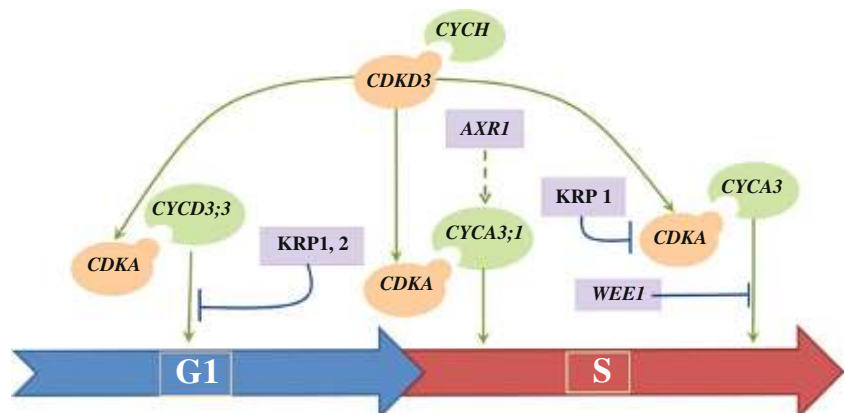 CYCH
CDKD3
AXR1
CYCD3;3
CDKA
KRP1, 2
CYCA3;1
CDKA
KRP 1
CYCA3
CDKA
WEE1
G1
S